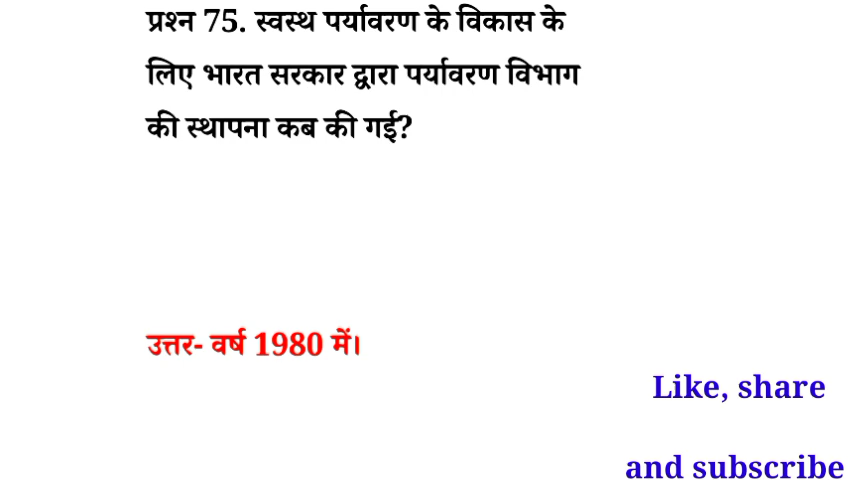 प्रश्न 75. स्वस्थ पर्यावरण के विकास के
लिए भारत सरकार द्वारा पर्यावरण विभाग
की स्थापना कब की गई?
उत्तर- वर्ष 1980 में।
Like, share
and subscribe